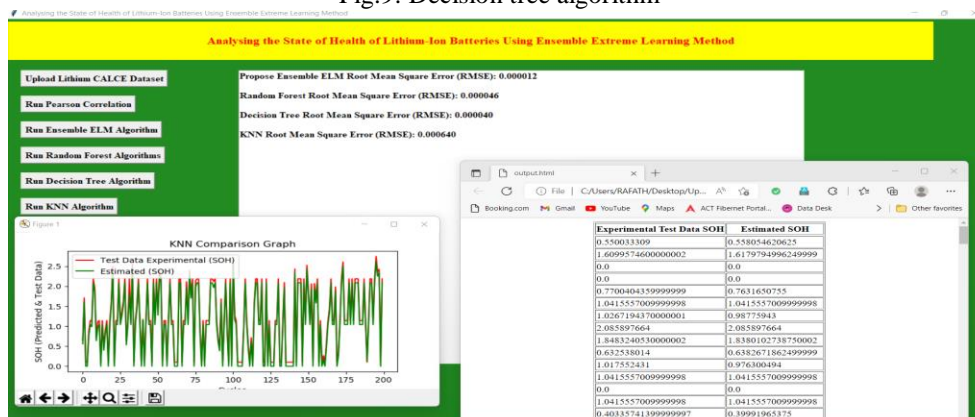 Fig.9. Decision tree algorithm
Analysing the State of Health of Lithium-Ion Batteries Using Ensemble Extreme Learning Method
Analysing the State of Health of Lithium-Ion Batteries Using Ensemble Extreme Learning Method
Upload Lithium CALCE Dataset
Run Pearson Correlation
Run Ensemble ELM Algorithm
Run Random Forest Algorithms
Run Decision Tree Algorithm
Run KNN Algorithm
Propose Ensemble ELM Root Mean Square Error (RMSE): 0.000012
Random Forest Root Mean Square Error (RMSE): 0.000046
Decision Tree Root Mean Square Error (RMSE): 0.000040
KNN Root Mean Square Error (RMSE): 0.000640
Figure 1
KNN Comparison Graph
Test Data Experimental (SOH)
Estimated (SOH)
SOH (Predicted & Test Data)
2.5
2.0
1.5
1.0
0.5
0.0
0 25 50 75 100 125 150 175 200
output.html
File | C:/Users/RAFATH/Desktop/Up...
Booking.com Gmail YouTube Maps ACT Fibernet Portal... Data Desk Other favorites
Experimental Test Data SOH Estimated SOH
0.550033309 0.558054620625
1.6099574600000002 1.6179794996249999
0.0 0.0
0.0 0.0
0.7700404359999999 0.7631650755
1.0415557009999998 1.0415557009999998
1.0267194370000001 0.98775943
2.085897664 2.085897664
1.8483240530000002 1.8380102738750002
0.632538014 0.6382671862499999
1.017552431 0.976300494
1.0415557009999998 1.0415557009999998
0.0 0.0
1.0415557009999998 1.0415557009999998
0.40335741399999997 0.39991965375